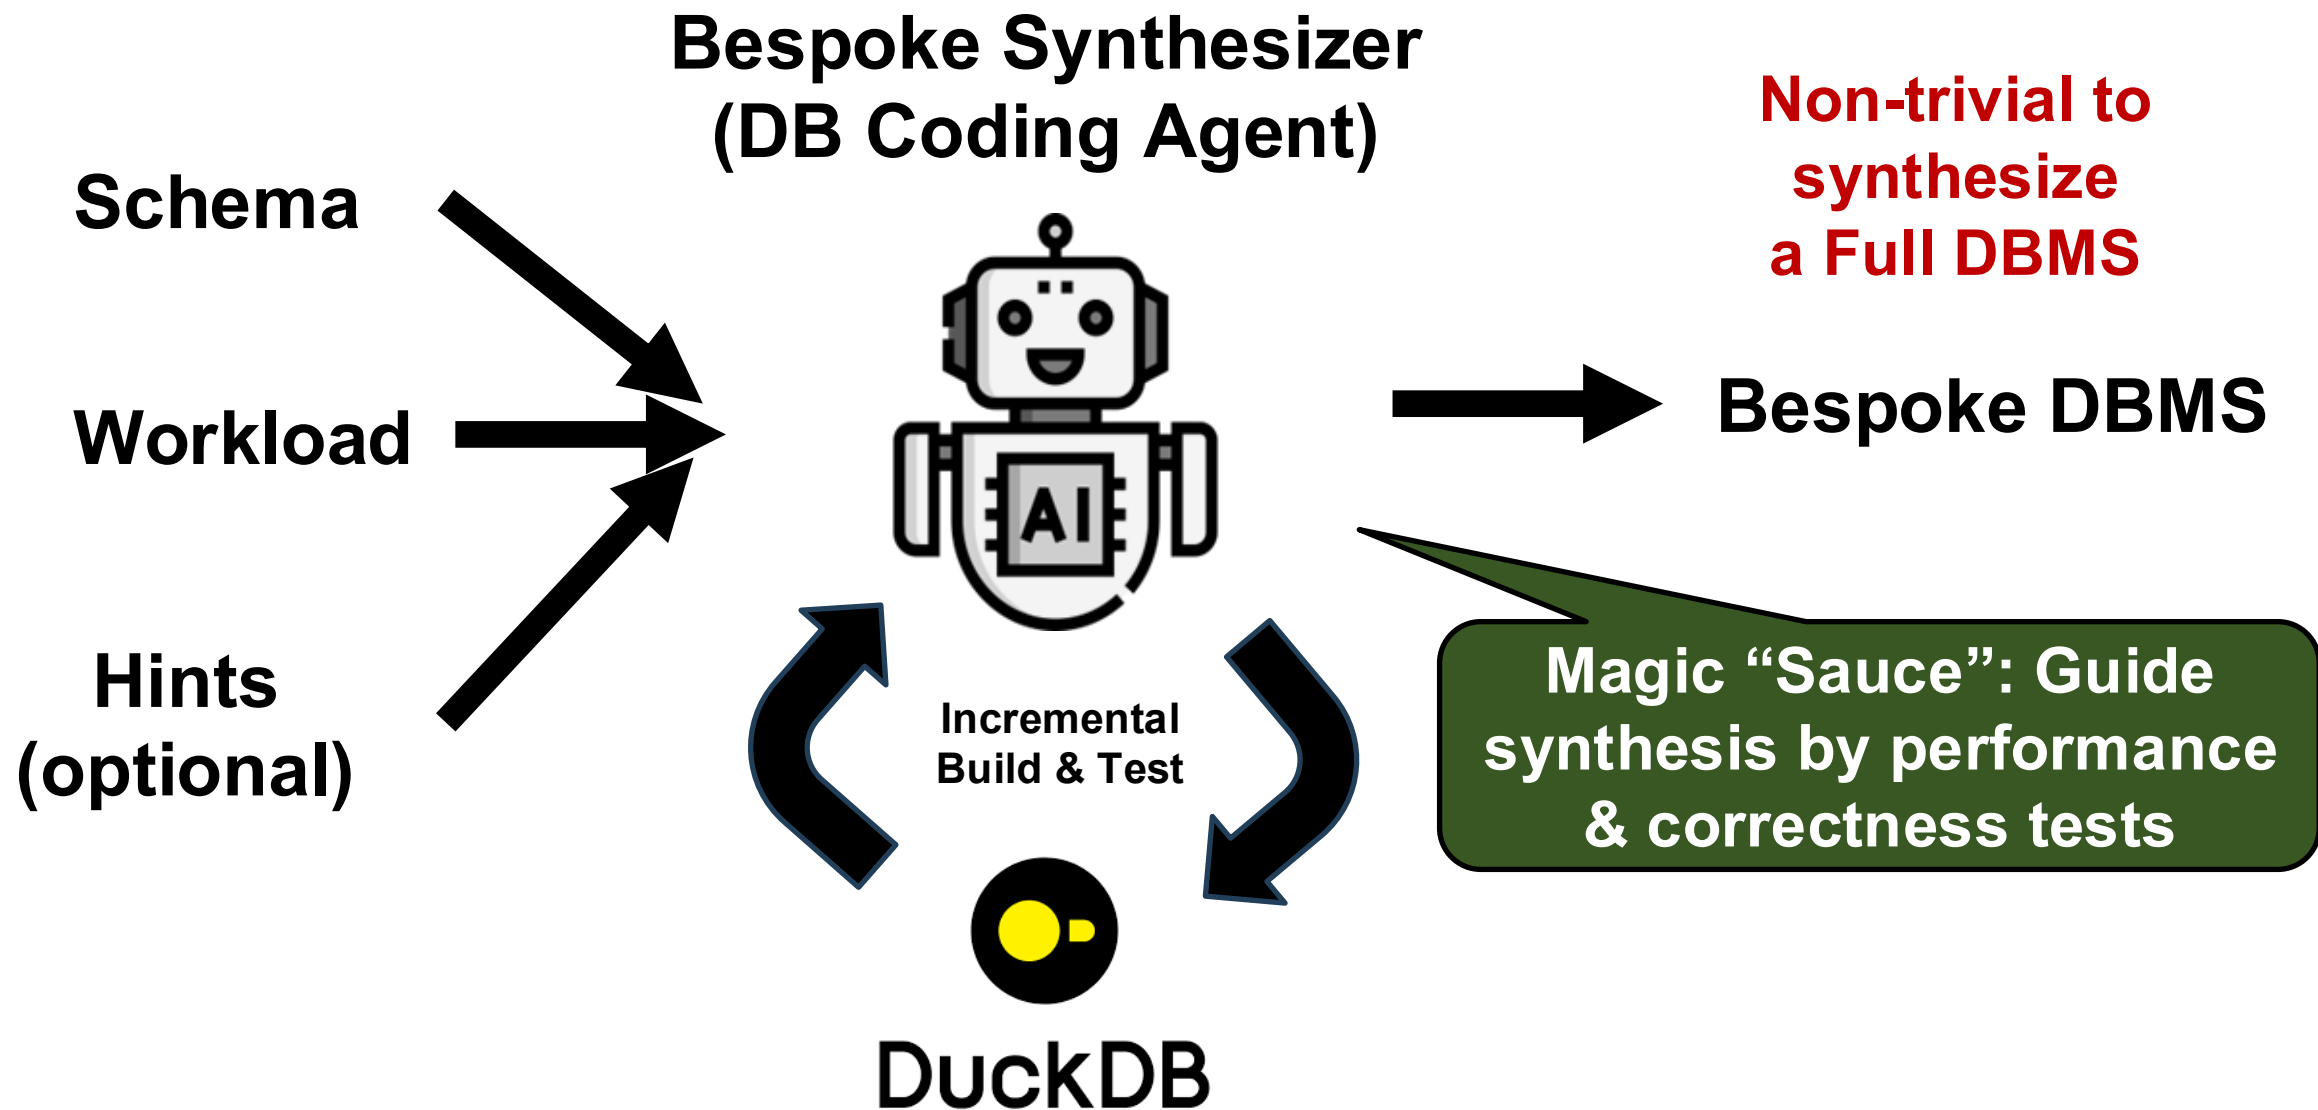 Bespoke Synthesizer
(DB Coding Agent)
Non-trivial to
synthesize
a Full DBMS
Schema
Workload
Hints
(optional)
AI
Bespoke DBMS
Incremental
Build & Test
Magic “Sauce”: Guide
synthesis by performance
& correctness tests
DuckDB